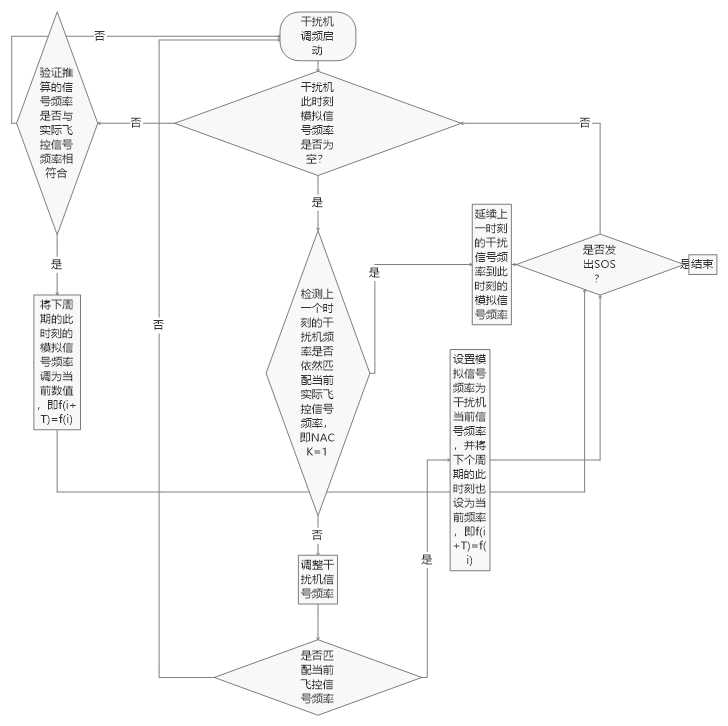 干扰机
调频启
动
否
验证推
算的信
号频率
是否与
实际飞
控信号
频率相
符合
干扰机
此时刻
模拟信
号频率
是否为
空？
否
否
是
延续上
一时刻
的干扰
信号频
率到此
时刻的
模拟信
号频率
是否发
出SOS
？
是
结束
是
是
将下周
期的此
时刻的
模拟信
号频率
调为当
前数值
，即f(i+
T)=f(i)
检测上
一个时
刻的干
扰机频
率是否
依然匹
配当前
实际飞
控信号
频率，
即NAC
K=1
否
设置模
拟信号
频率为
干扰机
当前信
号频率
，并将
下个周
期的此
时刻也
设为当
前频率
，即f(i
+T)=f(
i)
否
调整干
扰机信
号频率
是
是否匹
配当前
飞控信
号频率